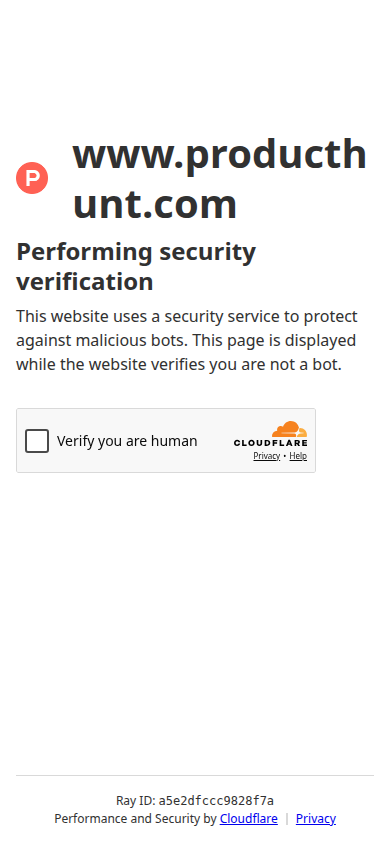 P
www.producth
unt.com
Performing security
verification
This website uses a security service to protect
against malicious bots. This page is displayed
while the website verifies you are not a bot.
Verify you are human
CLOUDFLARE
Privacy • Help
Ray ID: a5e2dfccc9828f7a
Performance and Security by Cloudflare | Privacy